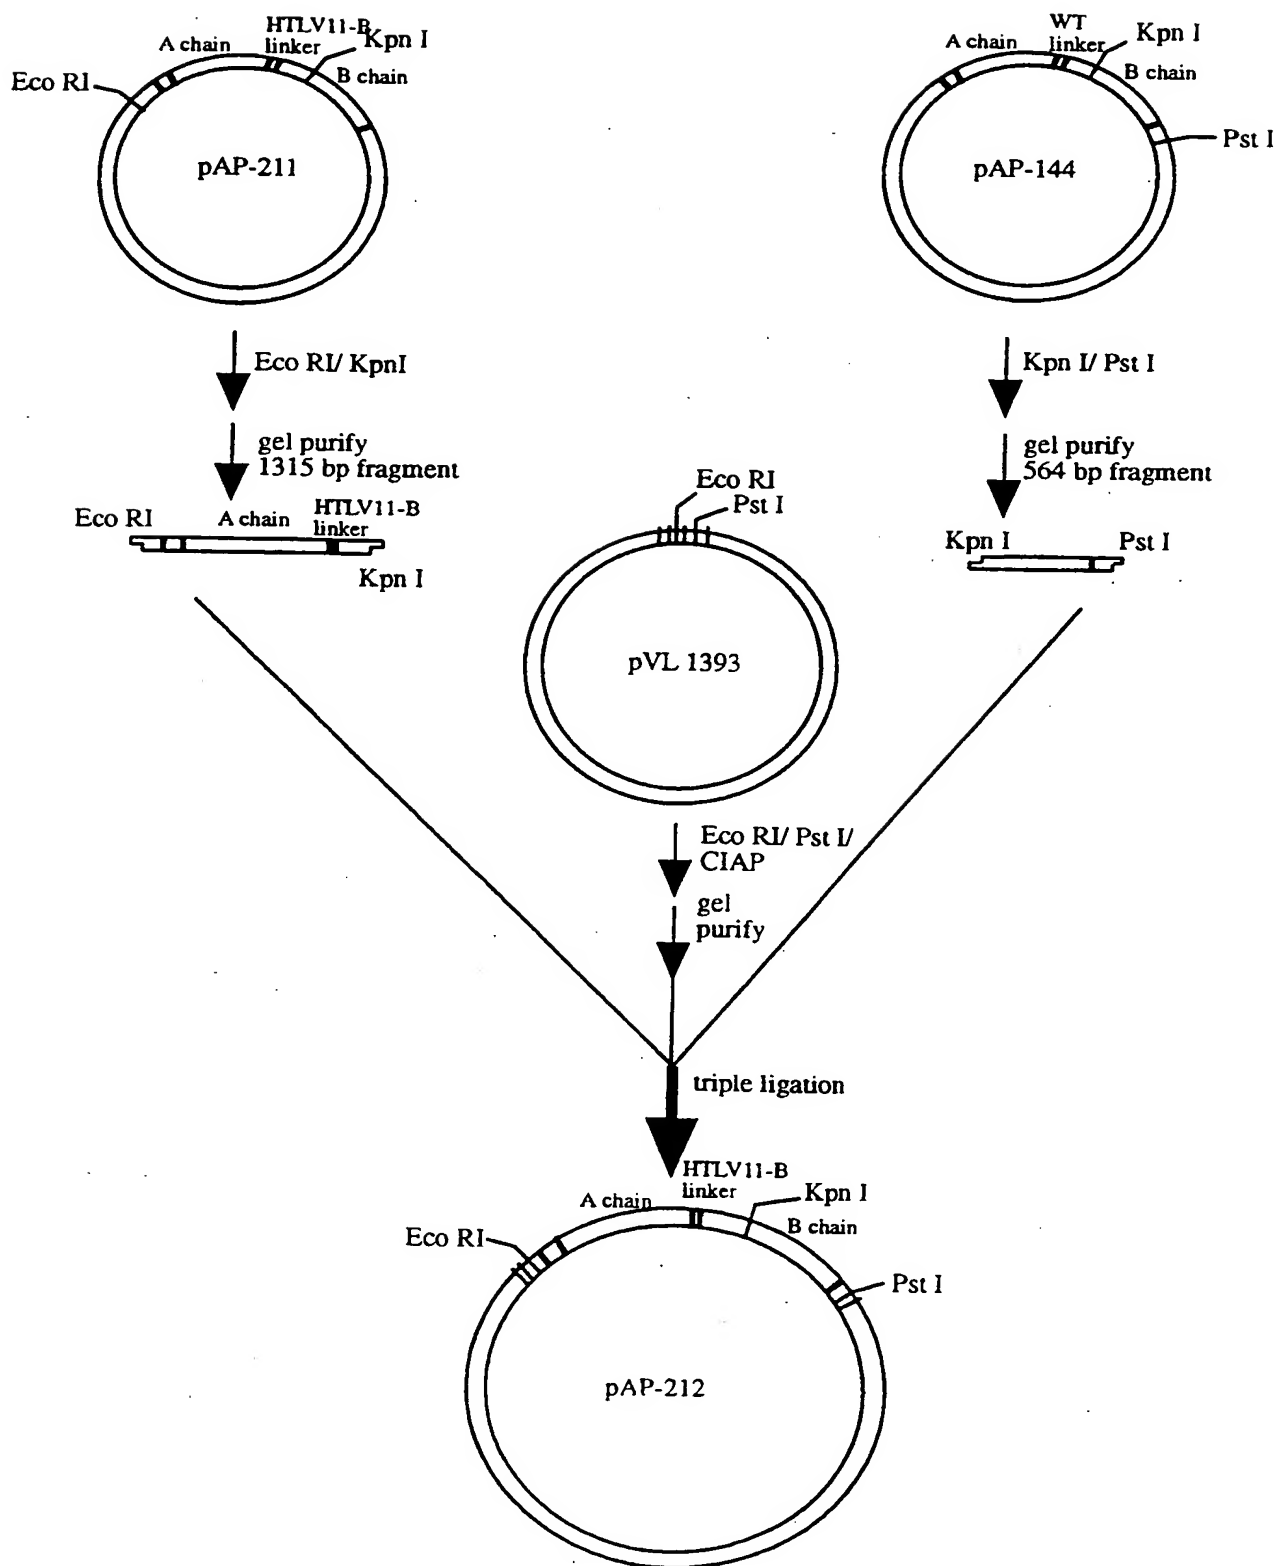 HTLV11-B
A chain
linker
Kpn I
B chain
Eco RI
pAP-211
WT
A chain
linker
Kpn I
B chain
Pst I
pAP-144
Eco RI/ KpnI
gel purify
1315 bp fragment
Kpn I/ Pst I
gel purify
564 bp fragment
Eco RI
A chain
HTLV11-B
linker
Kpn I
Kpn I
Pst I
Eco RI
Pst I
pVL 1393
Eco RI/ Pst I/
CIAP
gel
purify
triple ligation
HTLV11-B
linker
A chain
Kpn I
B chain
Eco RI
Pst I
pAP-212